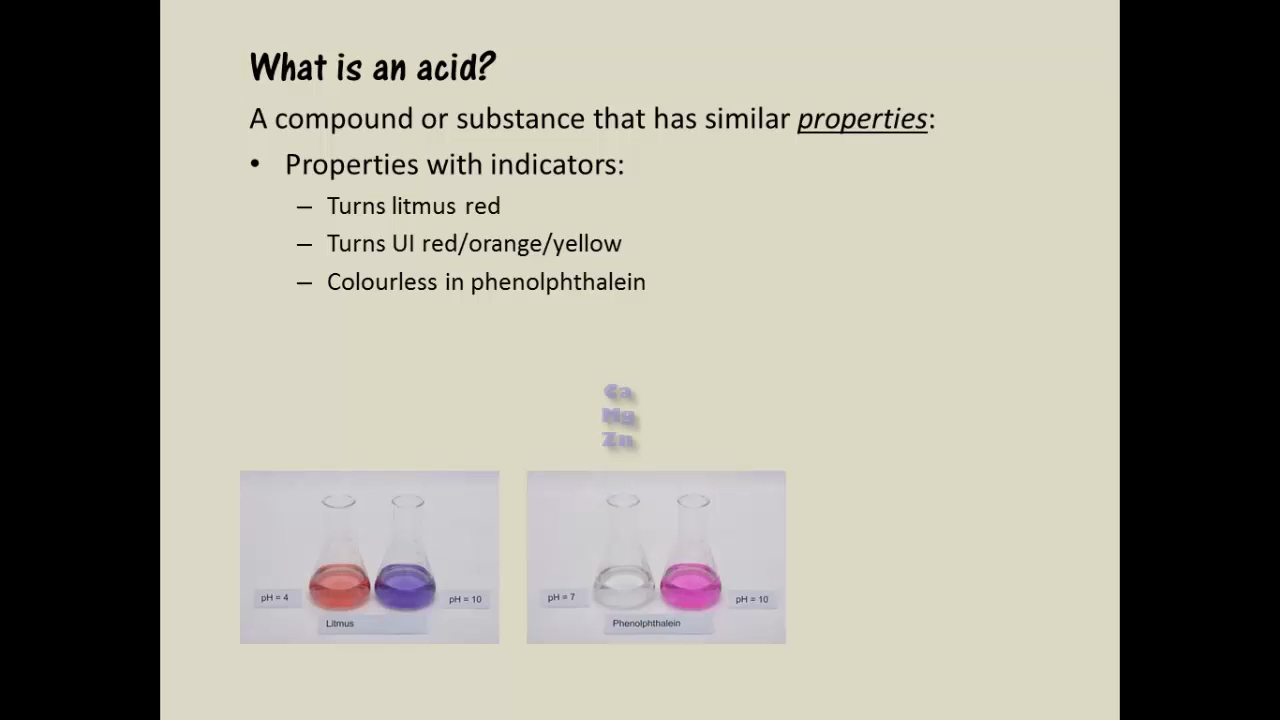 What is an acid?
A compound or substance that has similar properties:
• Properties with indicators:
– Turns litmus red
– Turns UI red/orange/yellow
– Colourless in phenolphthalein
Ca
Mg
Zn
pH = 4
pH = 10
Litmus
pH = 7
pH = 10
Phenolphthalein